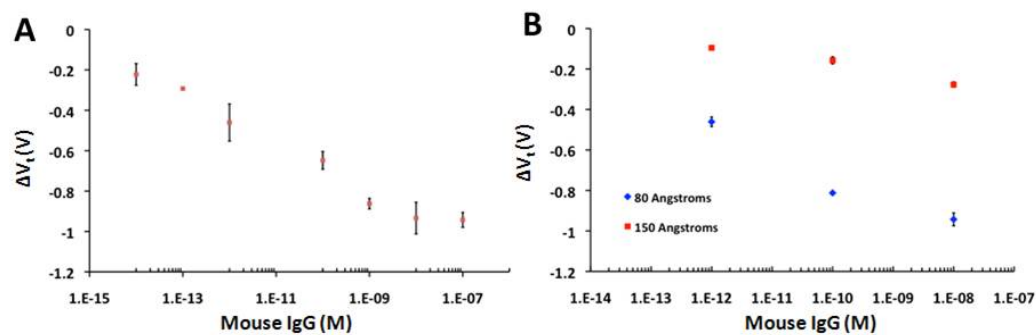 A
0
-0.2
-0.4
-0.6
-0.8
-1
-1.2
ΔVt(V)
1.E-15 1.E-13 1.E-11 1.E-09 1.E-07
Mouse IgG (M)
B
0
-0.2
-0.4
-0.6
-0.8
-1
-1.2
ΔVt(V)
80 Angstroms
150 Angstroms
1.E-14 1.E-13 1.E-12 1.E-11 1.E-10 1.E-09 1.E-08 1.E-07
Mouse IgG (M)